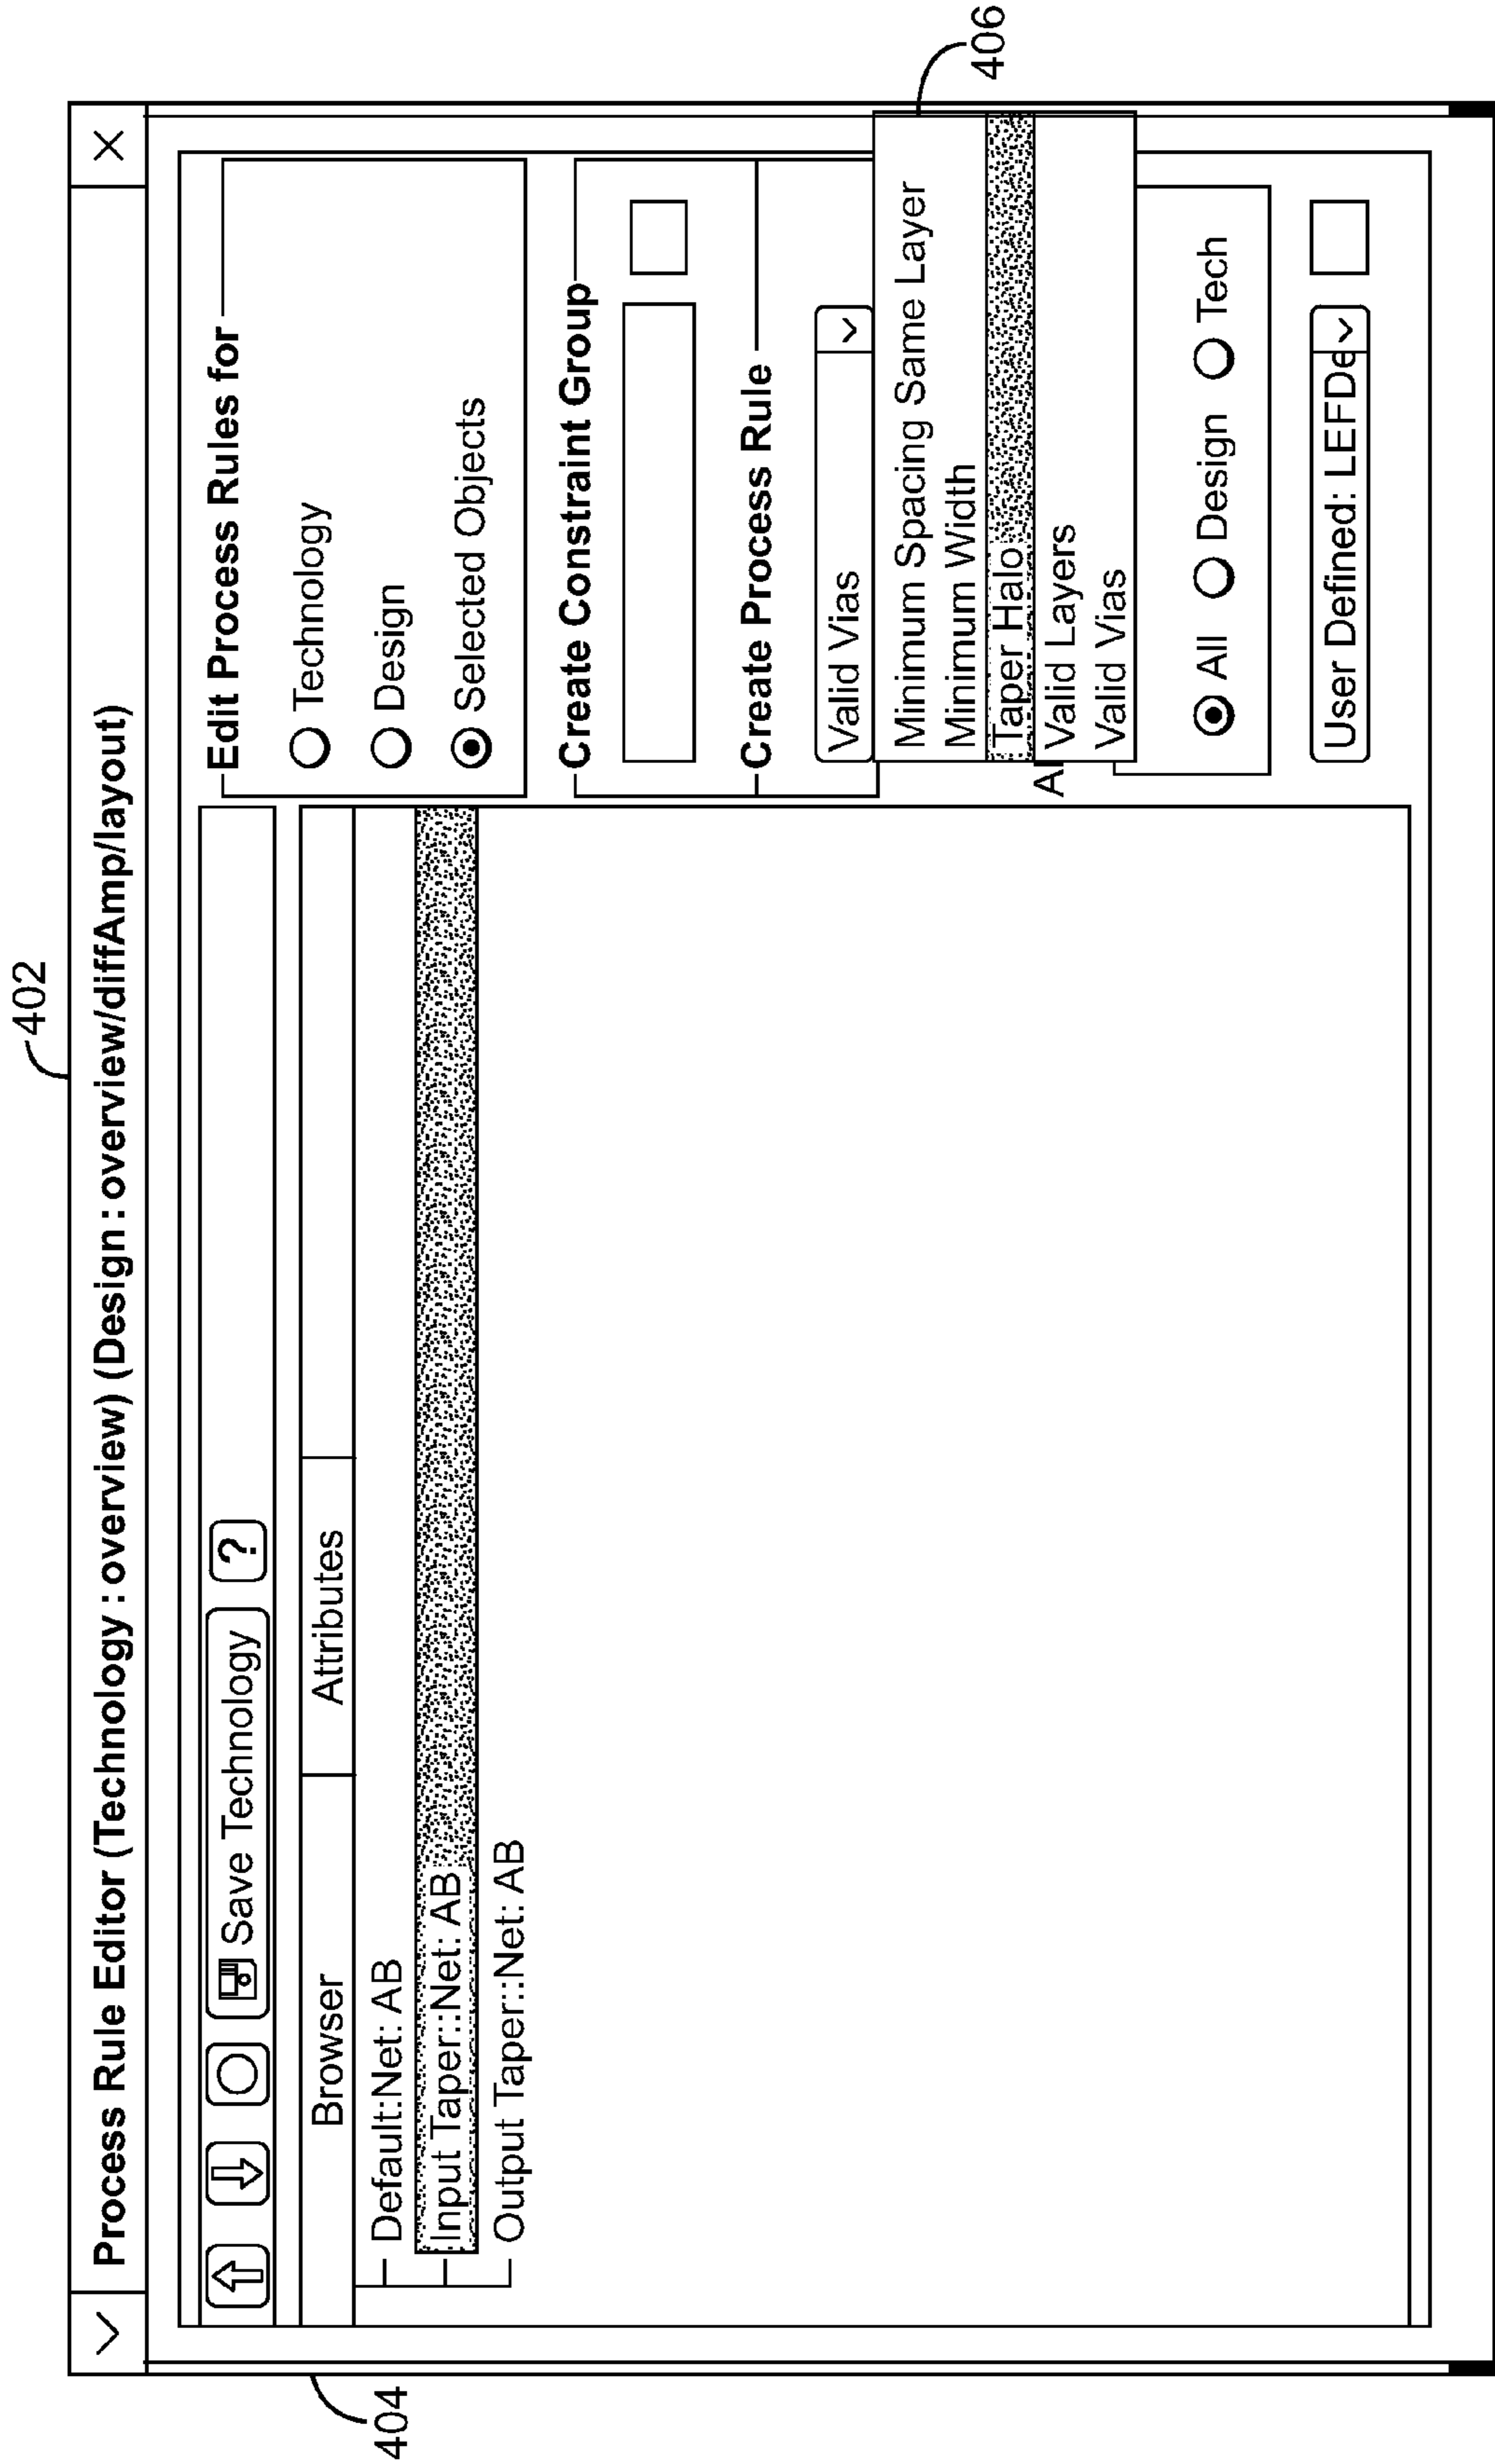 402
Process Rule Editor (Technology : overview) (Design : overview/diffAmp/layout)
Save Technology ?
Browser Attributes
Default:Net: AB
Input Taper::Net: AB
Output Taper::Net: AB
Edit Process Rules for
Technology
Design
Selected Objects
Create Constraint Group
Create Process Rule
Valid Vias
Minimum Spacing Same Layer
Minimum Width
Taper Halo
Valid Layers
Valid Vias
A
All Design Tech
User Defined: LEFDe
404
406